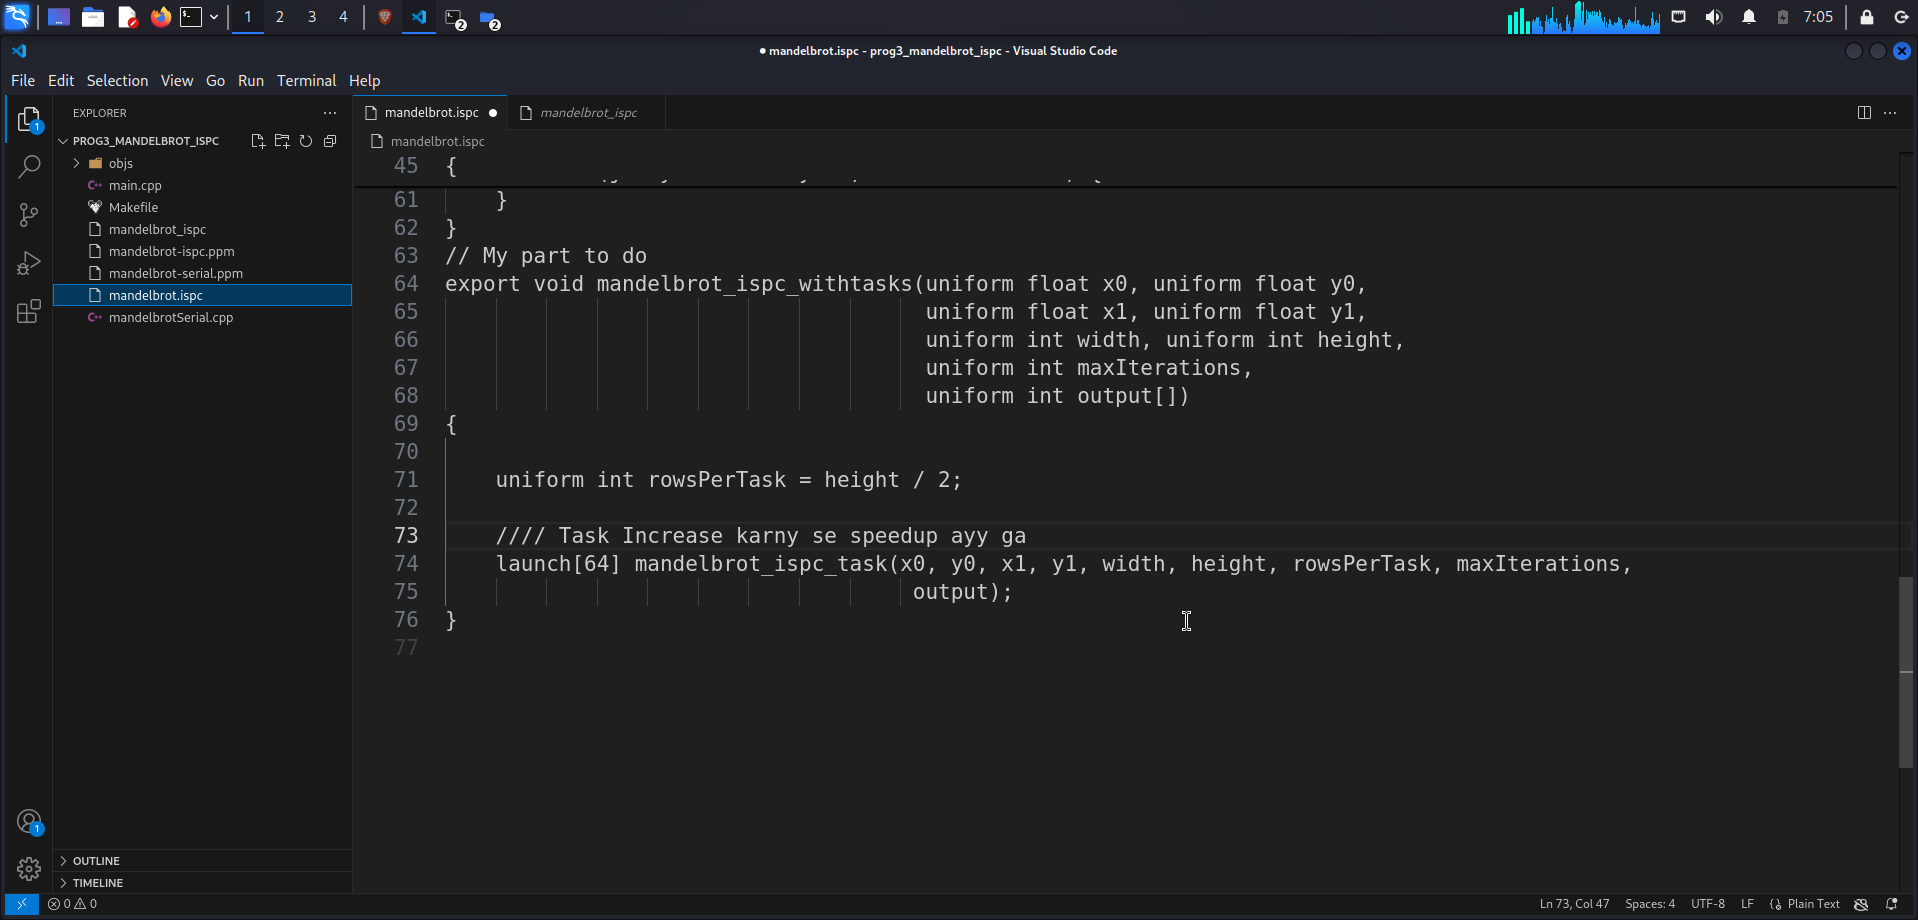 1 2 3 4
2
2
7:05
● mandelbrot.ispc - prog3_mandelbrot_ispc - Visual Studio Code
File Edit Selection View Go Run Terminal Help
1
EXPLORER
PROG3_MANDELBROT_ISPC
objs
main.cpp
Makefile
mandelbrot_ispc
mandelbrot-ispc.ppm
mandelbrot-serial.ppm
mandelbrot.ispc
mandelbrotSerial.cpp
1
OUTLINE
TIMELINE
mandelbrot.ispc ● mandelbrot_ispc
mandelbrot.ispc
45 {
61     }
62 }
63 // My part to do
64 export void mandelbrot_ispc_withtasks(uniform float x0, uniform float y0,
65                                       uniform float x1, uniform float y1,
66                                       uniform int width, uniform int height,
67                                       uniform int maxIterations,
68                                       uniform int output[])
69 {
70
71     uniform int rowsPerTask = height / 2;
72
73     //// Task Increase karny se speedup ayy ga
74     launch[64] mandelbrot_ispc_task(x0, y0, x1, y1, width, height, rowsPerTask, maxIterations,
75                                      output);
76 }
77
0 0
Ln 73, Col 47 Spaces: 4 UTF-8 LF {} Plain Text